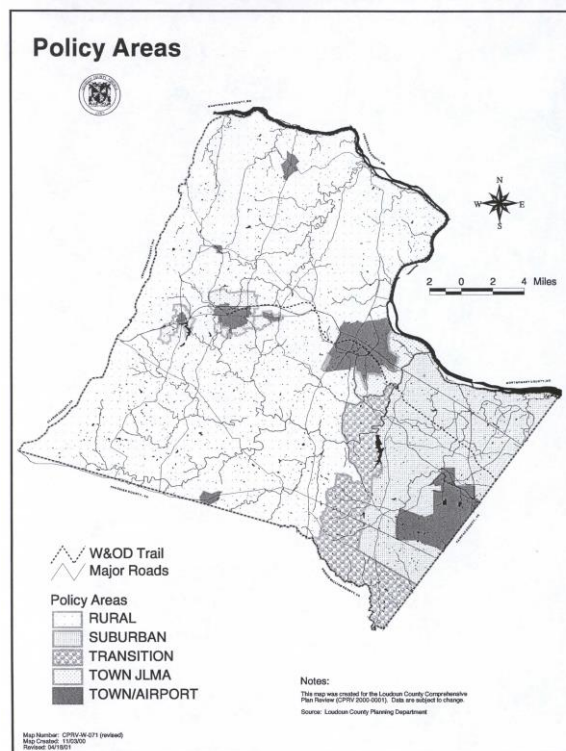 Policy Areas
N
W E
S
2 0 2 4 Miles
W&OD Trail
Major Roads
Policy Areas
RURAL
SUBURBAN
TRANSITION
TOWN JLMA
TOWN/AIRPORT
Notes:
This map was created for the Loudoun County Comprehensive
Plan Review (CPRV 2000-0001). Data are subject to change.
Source: Loudoun County Planning Department
Map Number: CPRV-W-071 (revised)
Map Created: 11/03/00
Revised: 04/18/01